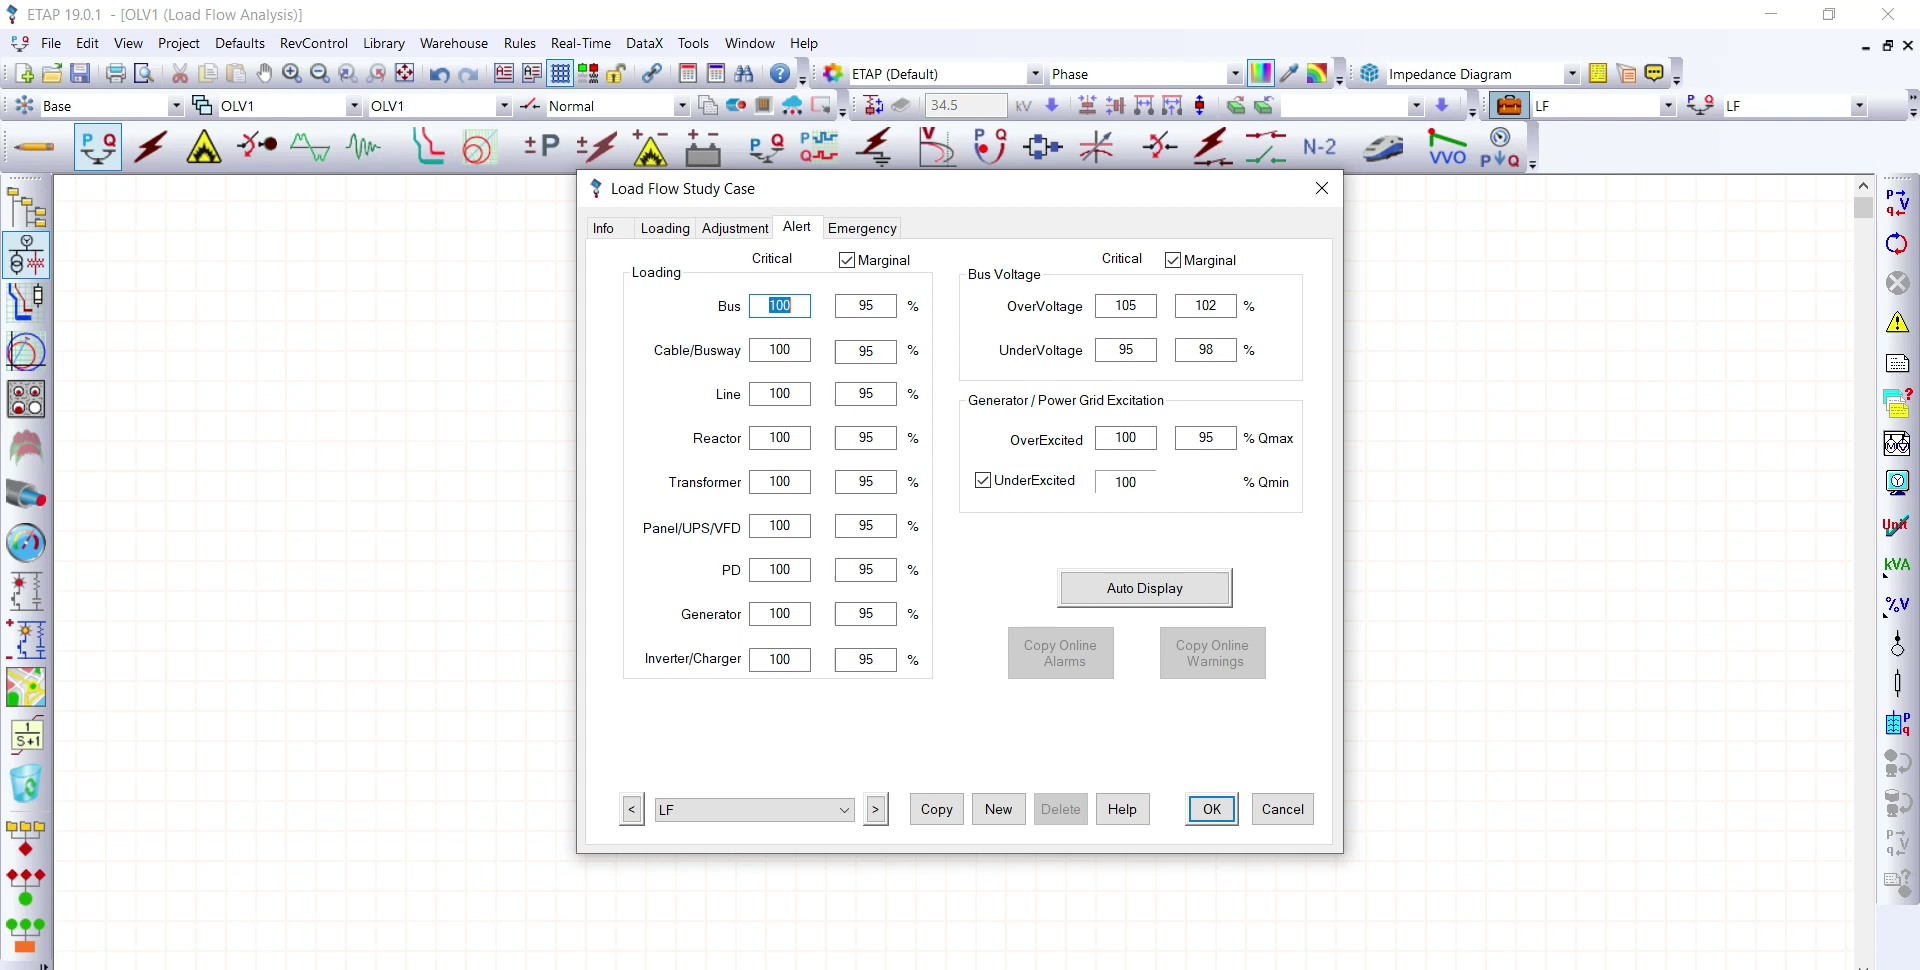 ETAP 19.0.1 - [OLV1 (Load Flow Analysis)]
File Edit View Project Defaults RevControl Library Warehouse Rules Real-Time DataX Tools Window Help
ETAP (Default) Phase Impedance Diagram
Base OLV1 OLV1 Normal 34.5 kV LF P Q LF
P Q ± P ± P Q P Q V P Q N-2 VVO P Q
Load Flow Study Case
Info Loading Adjustment Alert Emergency
Critical Marginal
Loading
Bus 100 95 %
Cable/Busway 100 95 %
Line 100 95 %
Reactor 100 95 %
Transformer 100 95 %
Panel/UPS/VFD 100 95 %
PD 100 95 %
Generator 100 95 %
Inverter/Charger 100 95 %
Critical Marginal
Bus Voltage
OverVoltage 105 102 %
UnderVoltage 95 98 %
Generator / Power Grid Excitation
OverExcited 100 95 % Qmax
UnderExcited 100 % Qmin
Auto Display
Copy Online
Alarms
Copy Online
Warnings
< LF > Copy New Delete Help OK Cancel
1
S+1
P V
q
Unit
kVA
%V
P
q
P V
q